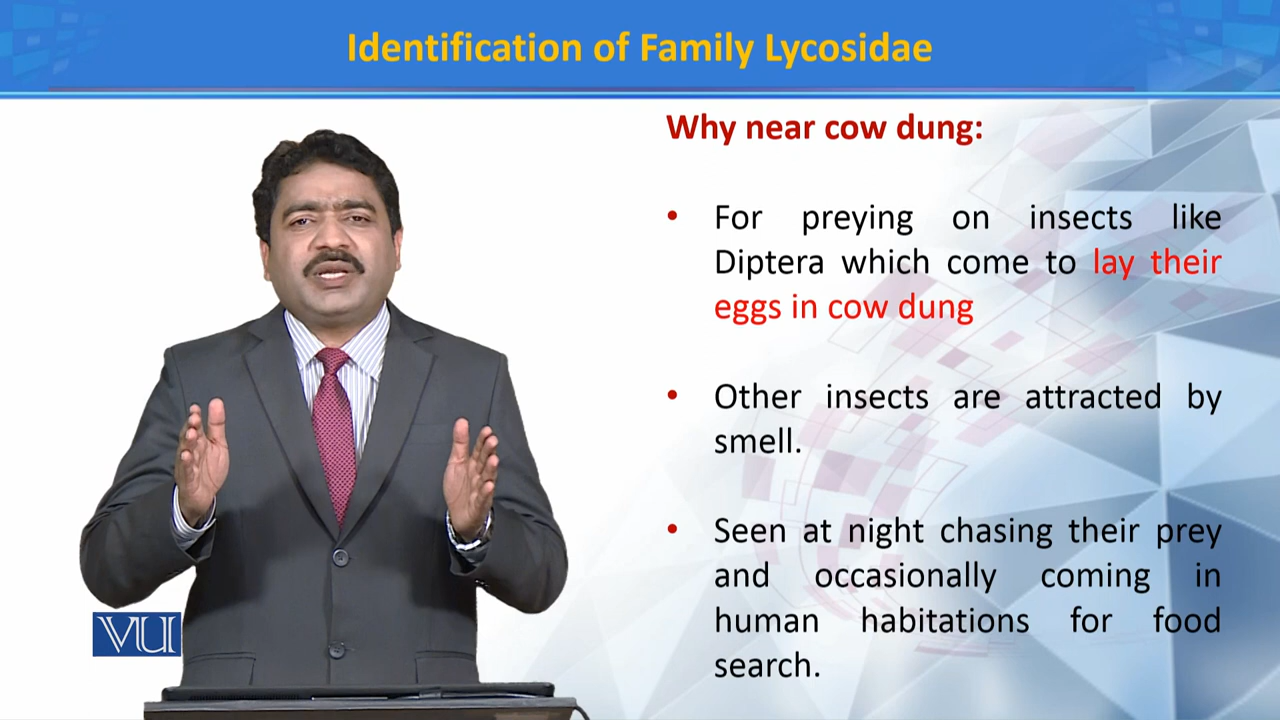 Identification of Family Lycosidae
Why near cow dung:
• For preying on insects like
Diptera which come to lay their
eggs in cow dung
• Other insects are attracted by
smell.
• Seen at night chasing their prey
and occasionally coming in
human habitations for food
search.
VU